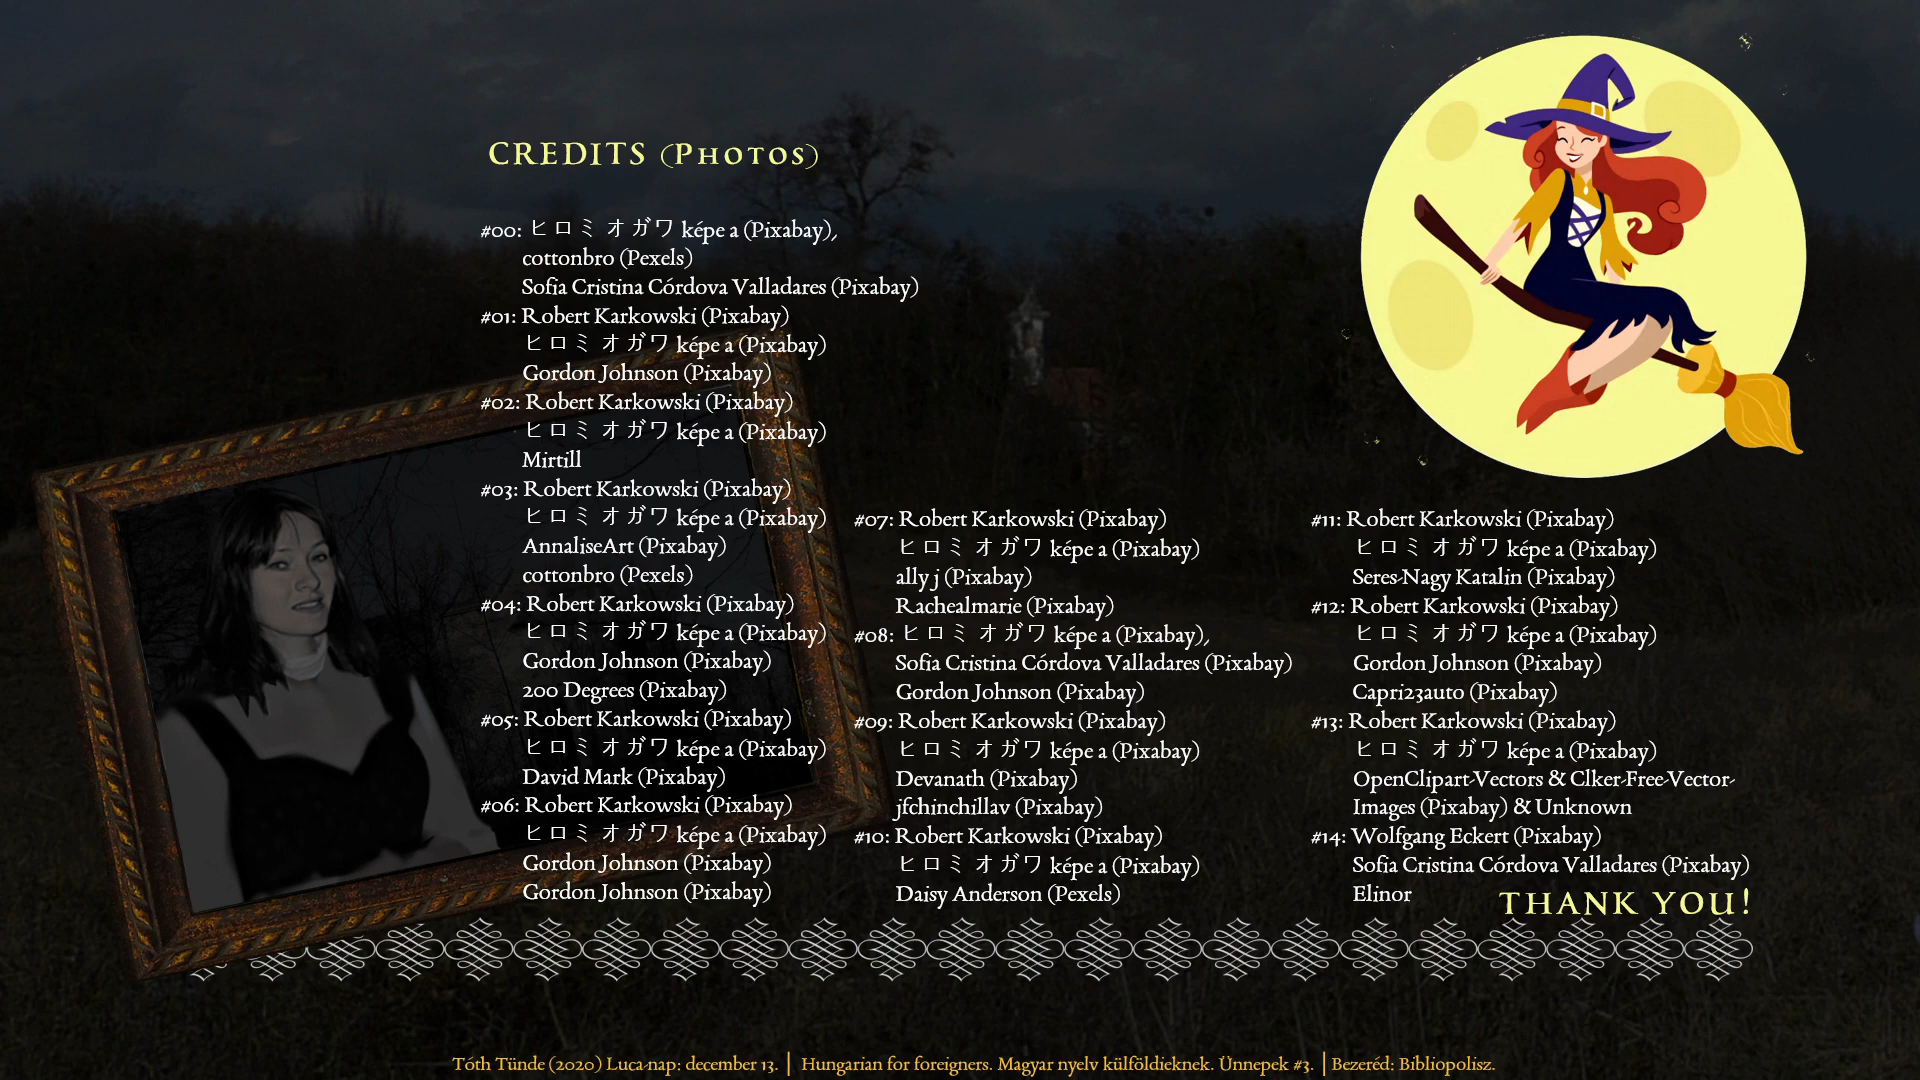 CREDITS (Photos)
#00: ヒロミ オガワ képe a (Pixabay),
cottonbro (Pexels)
Sofia Cristina Córdova Valladares (Pixabay)
#01: Robert Karkowski (Pixabay)
ヒロミ オガワ képe a (Pixabay)
Gordon Johnson (Pixabay)
#02: Robert Karkowski (Pixabay)
ヒロミ オガワ képe a (Pixabay)
Mirtill
#03: Robert Karkowski (Pixabay)
ヒロミ オガワ képe a (Pixabay)
AnnaliseArt (Pixabay)
cottonbro (Pexels)
#04: Robert Karkowski (Pixabay)
ヒロミ オガワ képe a (Pixabay)
Gordon Johnson (Pixabay)
200 Degrees (Pixabay)
#05: Robert Karkowski (Pixabay)
ヒロミ オガワ képe a (Pixabay)
David Mark (Pixabay)
#06: Robert Karkowski (Pixabay)
ヒロミ オガワ képe a (Pixabay)
Gordon Johnson (Pixabay)
Gordon Johnson (Pixabay)
#07: Robert Karkowski (Pixabay)
ヒロミ オガワ képe a (Pixabay)
ally j (Pixabay)
Rachealmarie (Pixabay)
#08: ヒロミ オガワ képe a (Pixabay),
Sofia Cristina Córdova Valladares (Pixabay)
Gordon Johnson (Pixabay)
#09: Robert Karkowski (Pixabay)
ヒロミ オガワ képe a (Pixabay)
Devanath (Pixabay)
jfchinchillav (Pixabay)
#10: Robert Karkowski (Pixabay)
ヒロミ オガワ képe a (Pixabay)
Daisy Anderson (Pexels)
#11: Robert Karkowski (Pixabay)
ヒロミ オガワ képe a (Pixabay)
Seres-Nagy Katalin (Pixabay)
#12: Robert Karkowski (Pixabay)
ヒロミ オガワ képe a (Pixabay)
Gordon Johnson (Pixabay)
Capri23auto (Pixabay)
#13: Robert Karkowski (Pixabay)
ヒロミ オガワ képe a (Pixabay)
OpenClipart-Vectors & Clker-Free-Vector-
Images (Pixabay) & Unknown
#14: Wolfgang Eckert (Pixabay)
Sofia Cristina Córdova Valladares (Pixabay)
Elinor
THANK YOU!
Tóth Tünde (2020) Luca-nap: december 13. | Hungarian for foreigners. Magyar nyelv külföldieknek. Ünnepek #3. | Bezeréd: Bibliopolisz.